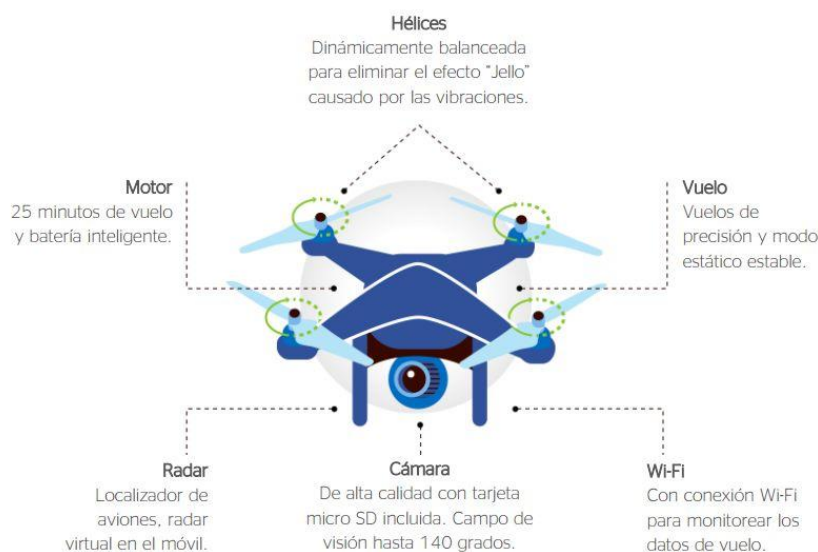 Hélices
Dinámicamente balanceada
para eliminar el efecto "Jello"
causado por las vibraciones.
Motor
25 minutos de vuelo
y batería inteligente.
Vuelo
Vuelos de
precisión y modo
estático estable.
Radar
Localizador de
aviones, radar
virtual en el móvil.
Cámara
De alta calidad con tarjeta
micro SD incluida. Campo de
visión hasta 140 grados.
Wi-Fi
Con conexión Wi-Fi
para monitorear los
datos de vuelo.